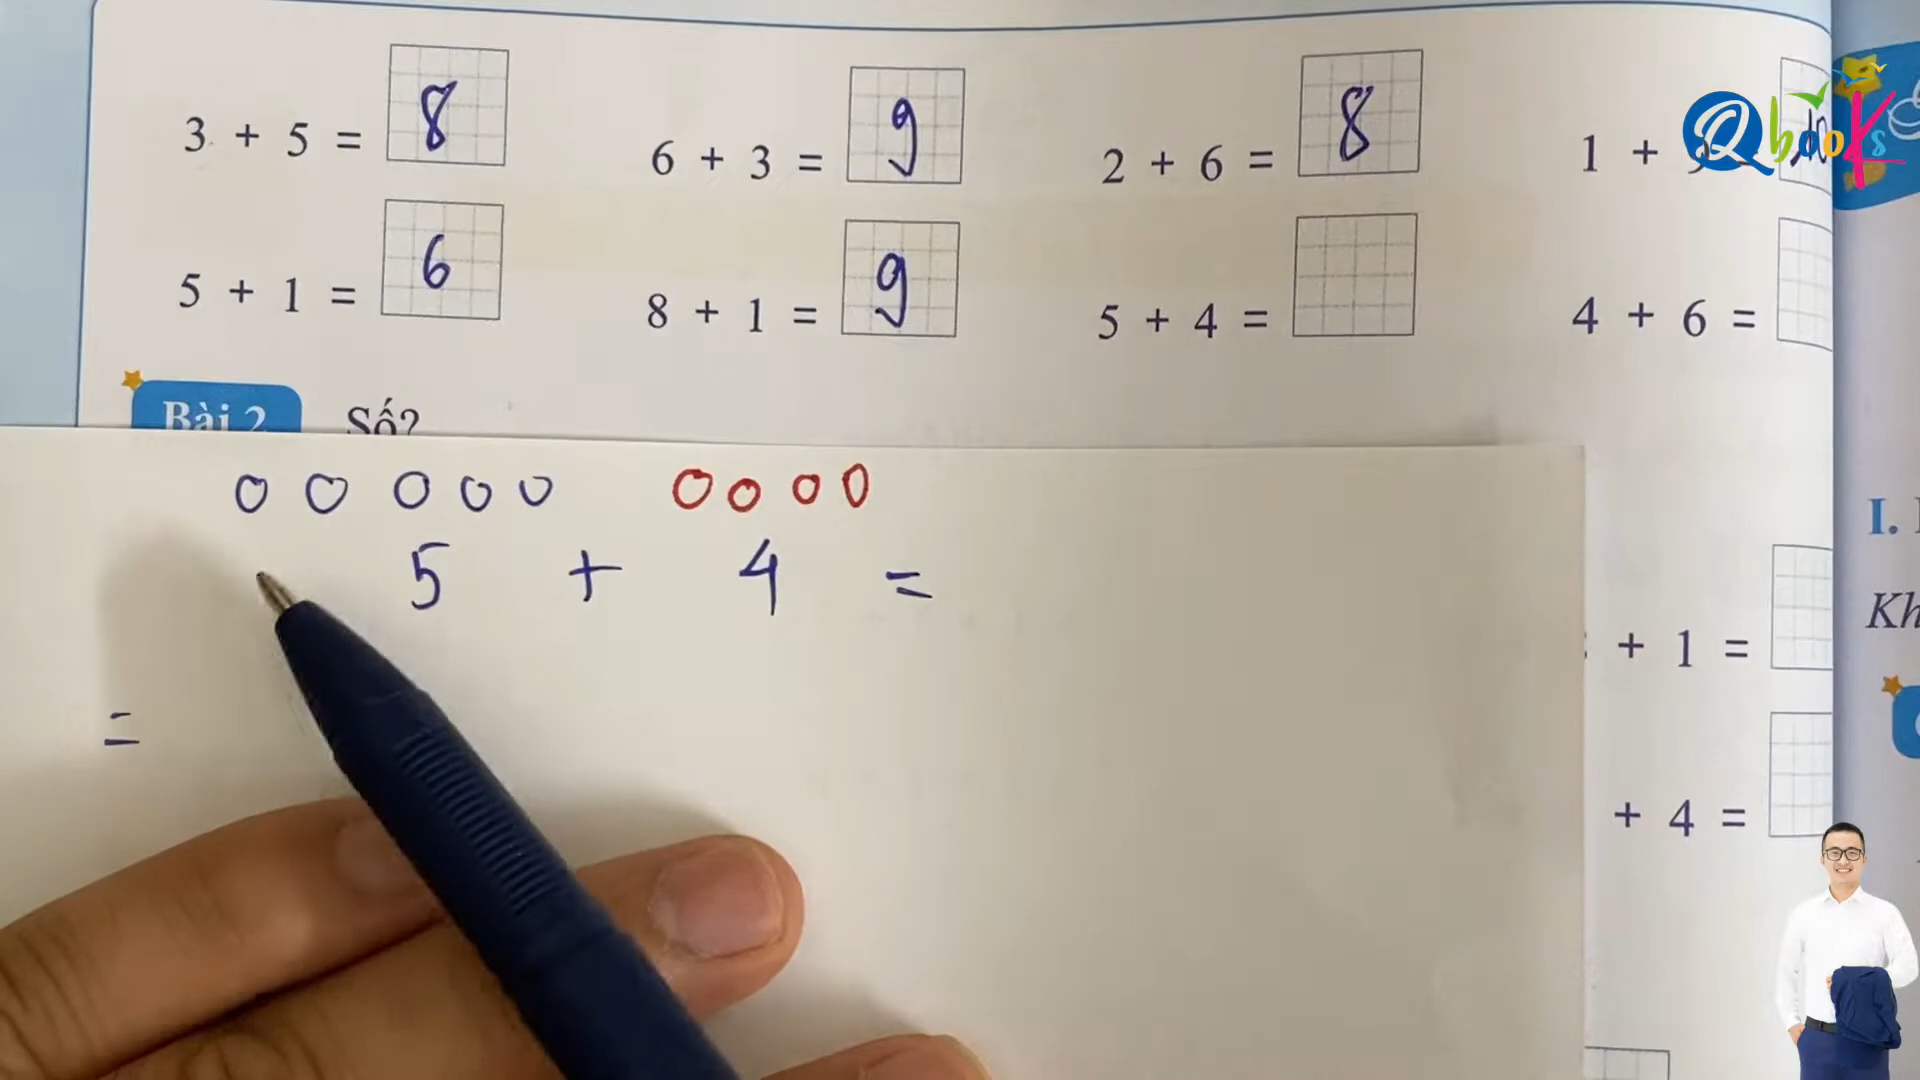 3 + 5 = 8 6 + 3 = 9 2 + 6 = 8 1 +
Qbooks
5 + 1 = 6 8 + 1 = 9 5 + 4 = 4 + 6 =
Bài 2 Số?
5 + 4 =
I.
Kh
+ 1 =
=
+ 4 =